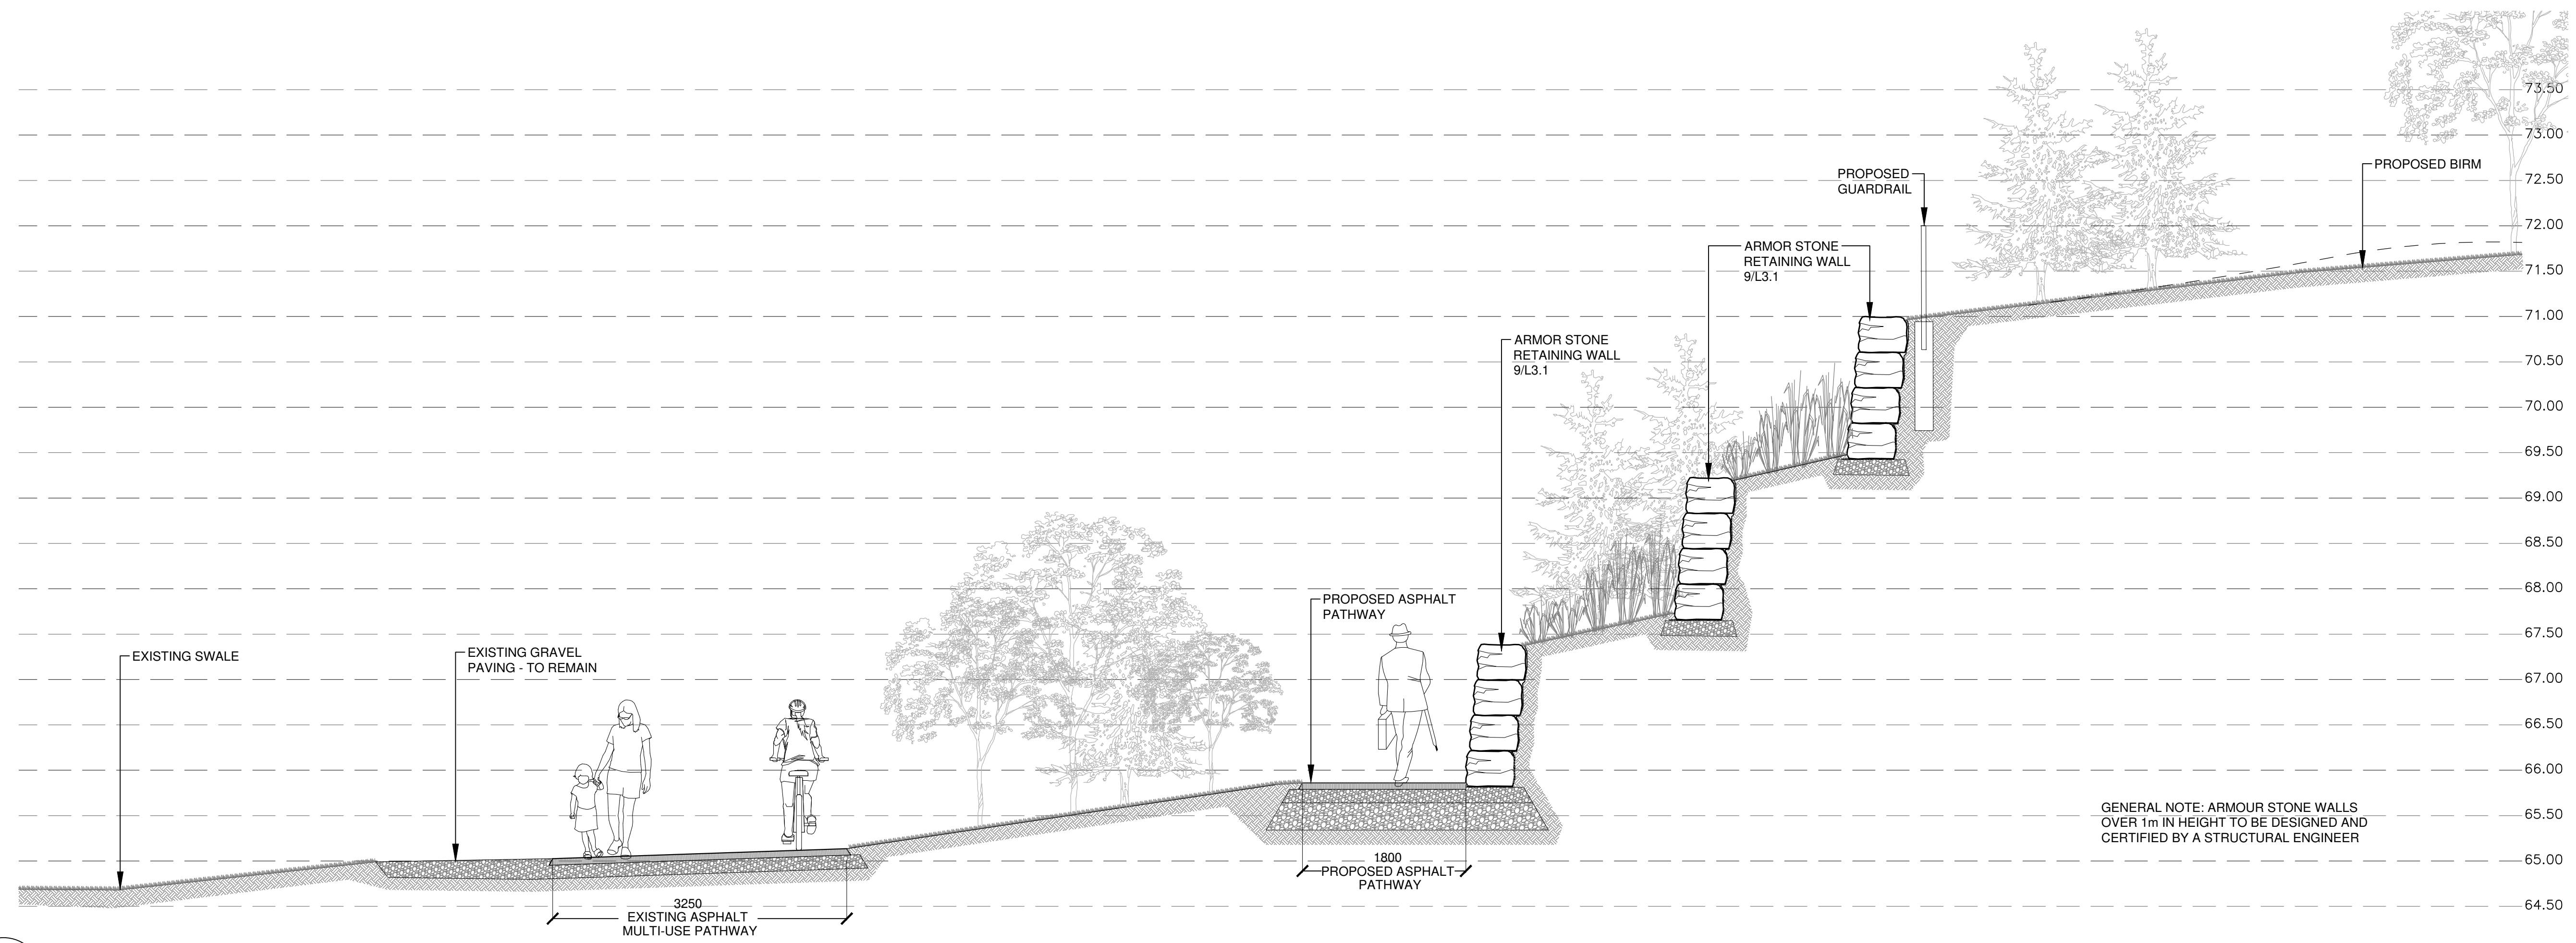 73.50
73.00
PROPOSED BIRM
PROPOSED
GUARDRAIL
72.50
72.00
ARMOR STONE
RETAINING WALL
9/L3.1
71.50
71.00
ARMOR STONE
RETAINING WALL
9/L3.1
70.50
70.00
69.50
69.00
68.50
68.00
PROPOSED ASPHALT
PATHWAY
67.50
EXISTING SWALE
EXISTING GRAVEL
PAVING - TO REMAIN
67.00
66.50
66.00
65.50
GENERAL NOTE: ARMOUR STONE WALLS
OVER 1m IN HEIGHT TO BE DESIGNED AND
CERTIFIED BY A STRUCTURAL ENGINEER
65.00
1800
PROPOSED ASPHALT
PATHWAY
64.50
3250
EXISTING ASPHALT
MULTI-USE PATHWAY